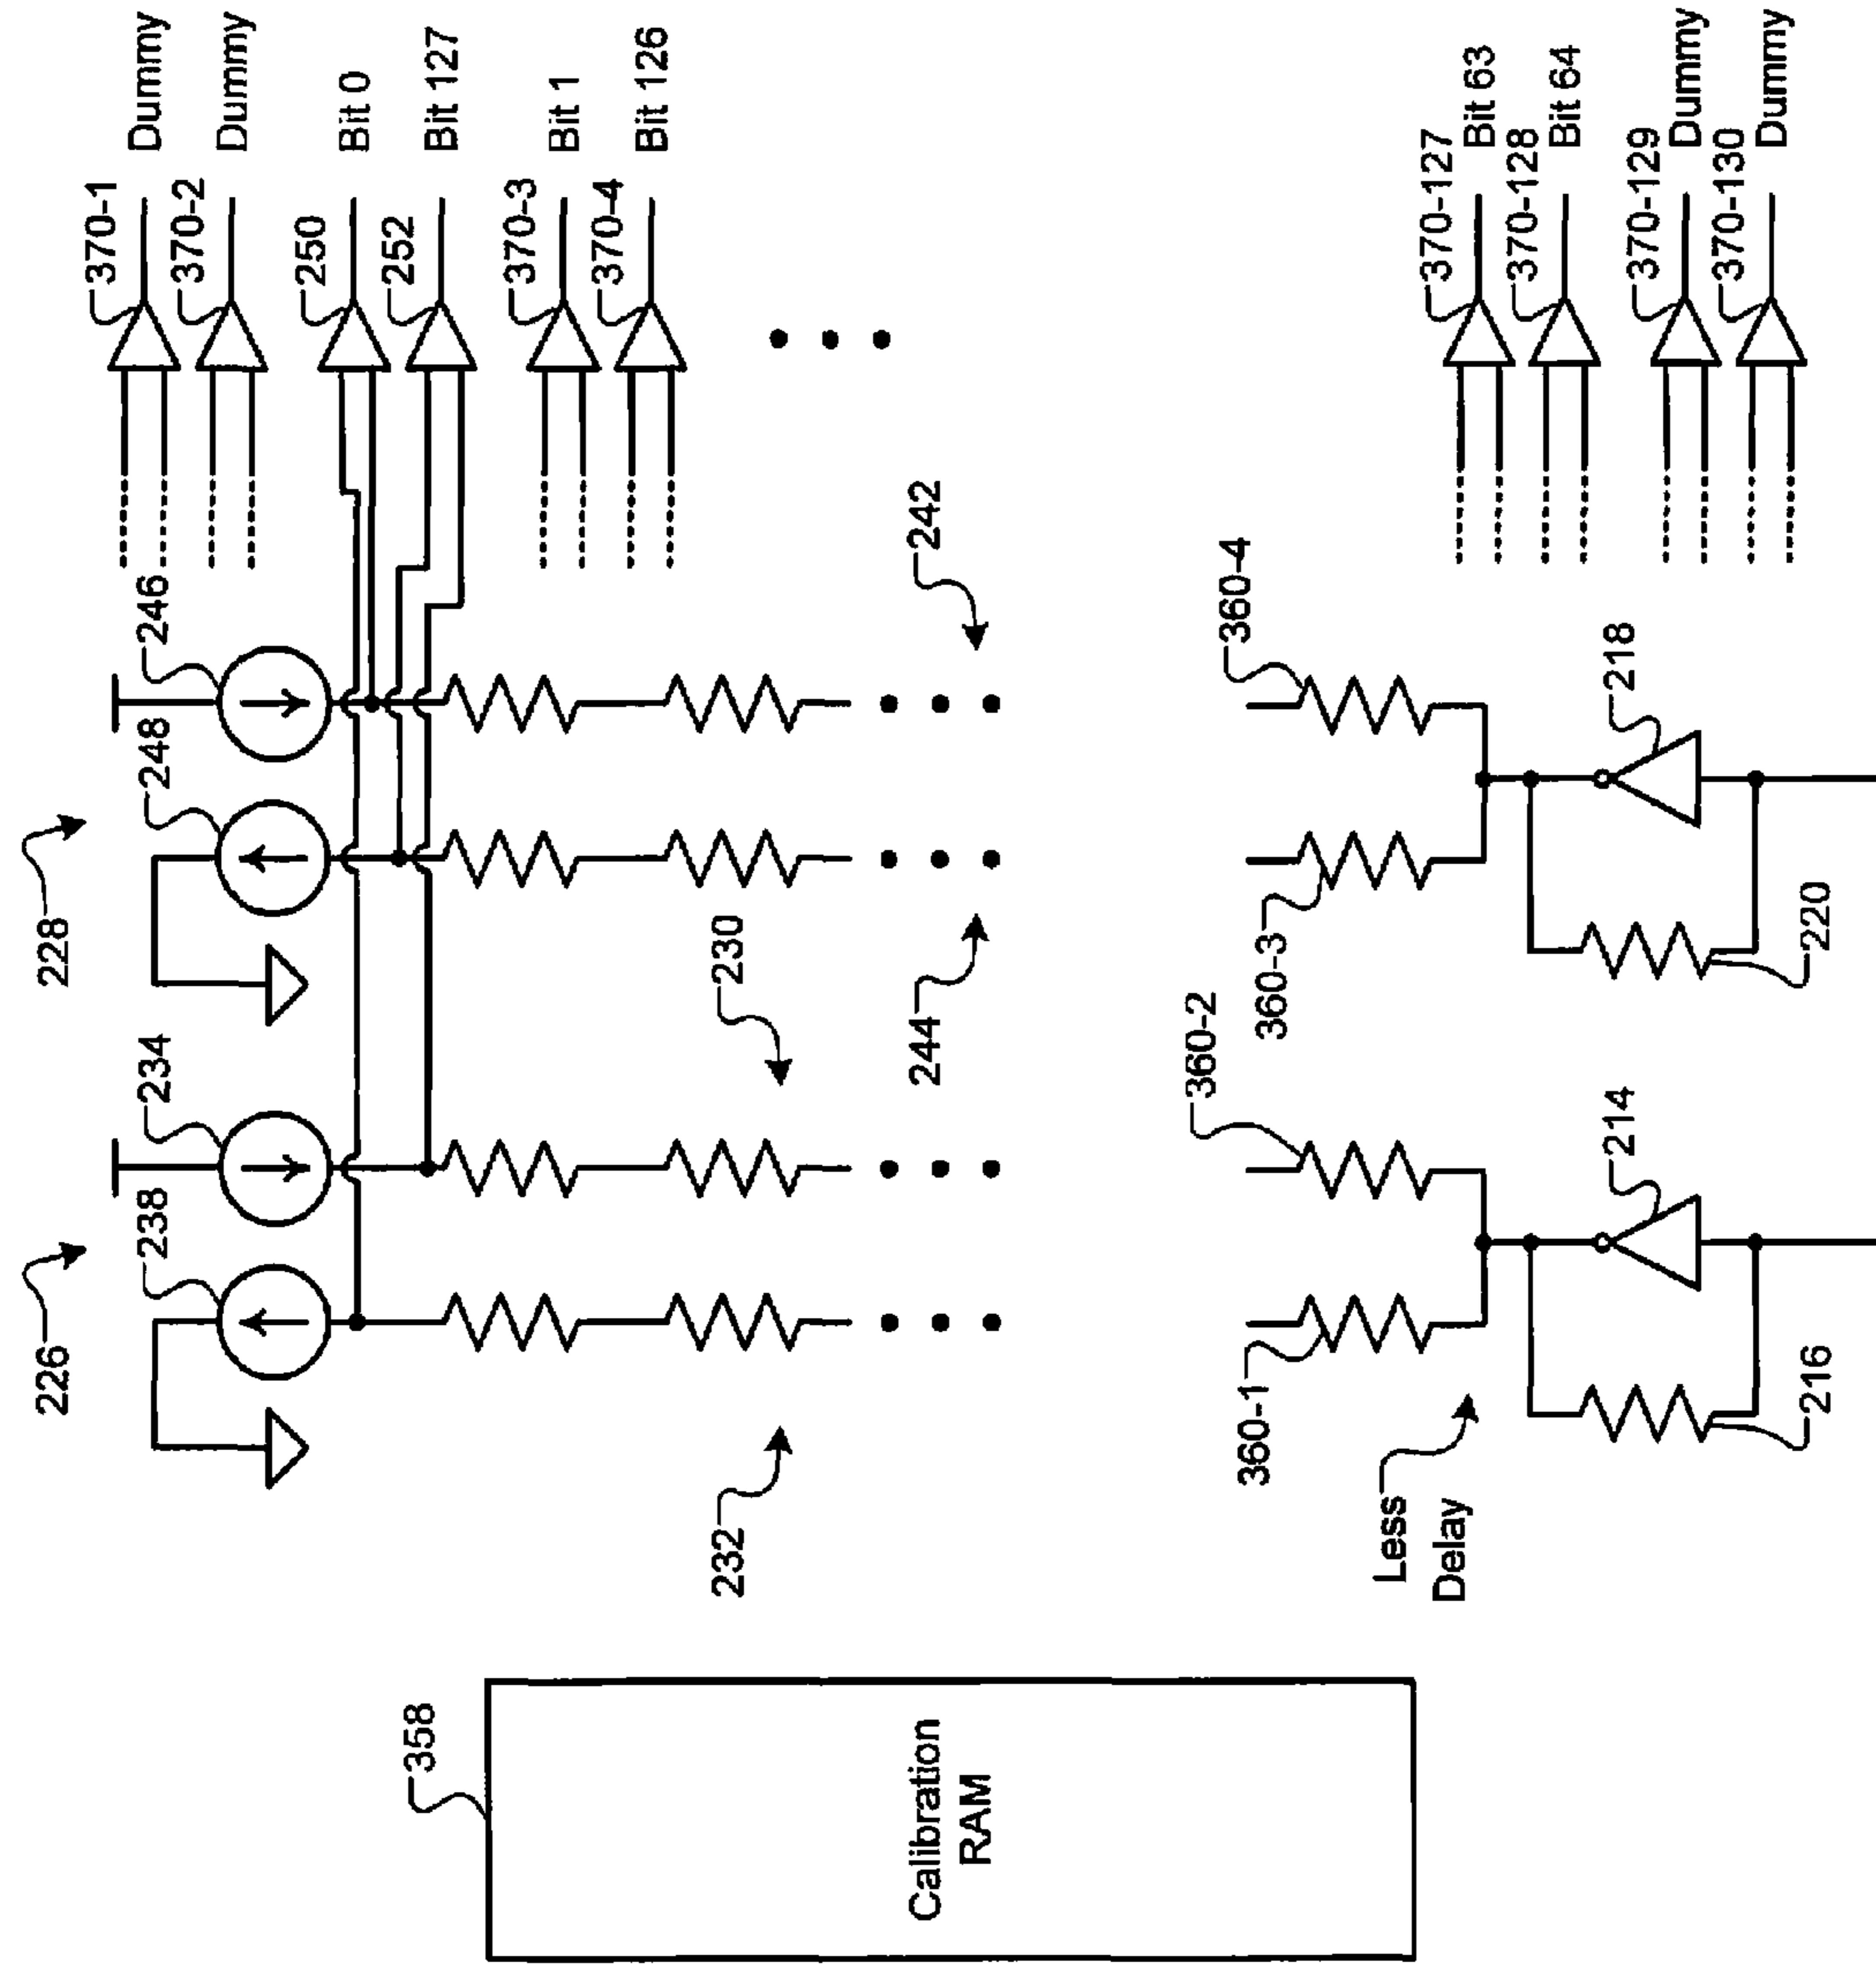 226
228
238
234
248
246
370-1
Dummy
370-2
Dummy
250
Bit 0
252
Bit 127
370-3
Bit 1
370-4
Bit 126
358
Calibration
RAM
232
230
244
242
360-1
360-2
360-3
360-4
Less
Delay
216
214
220
218
370-127
Bit 63
370-128
Bit 64
370-129
Dummy
370-130
Dummy